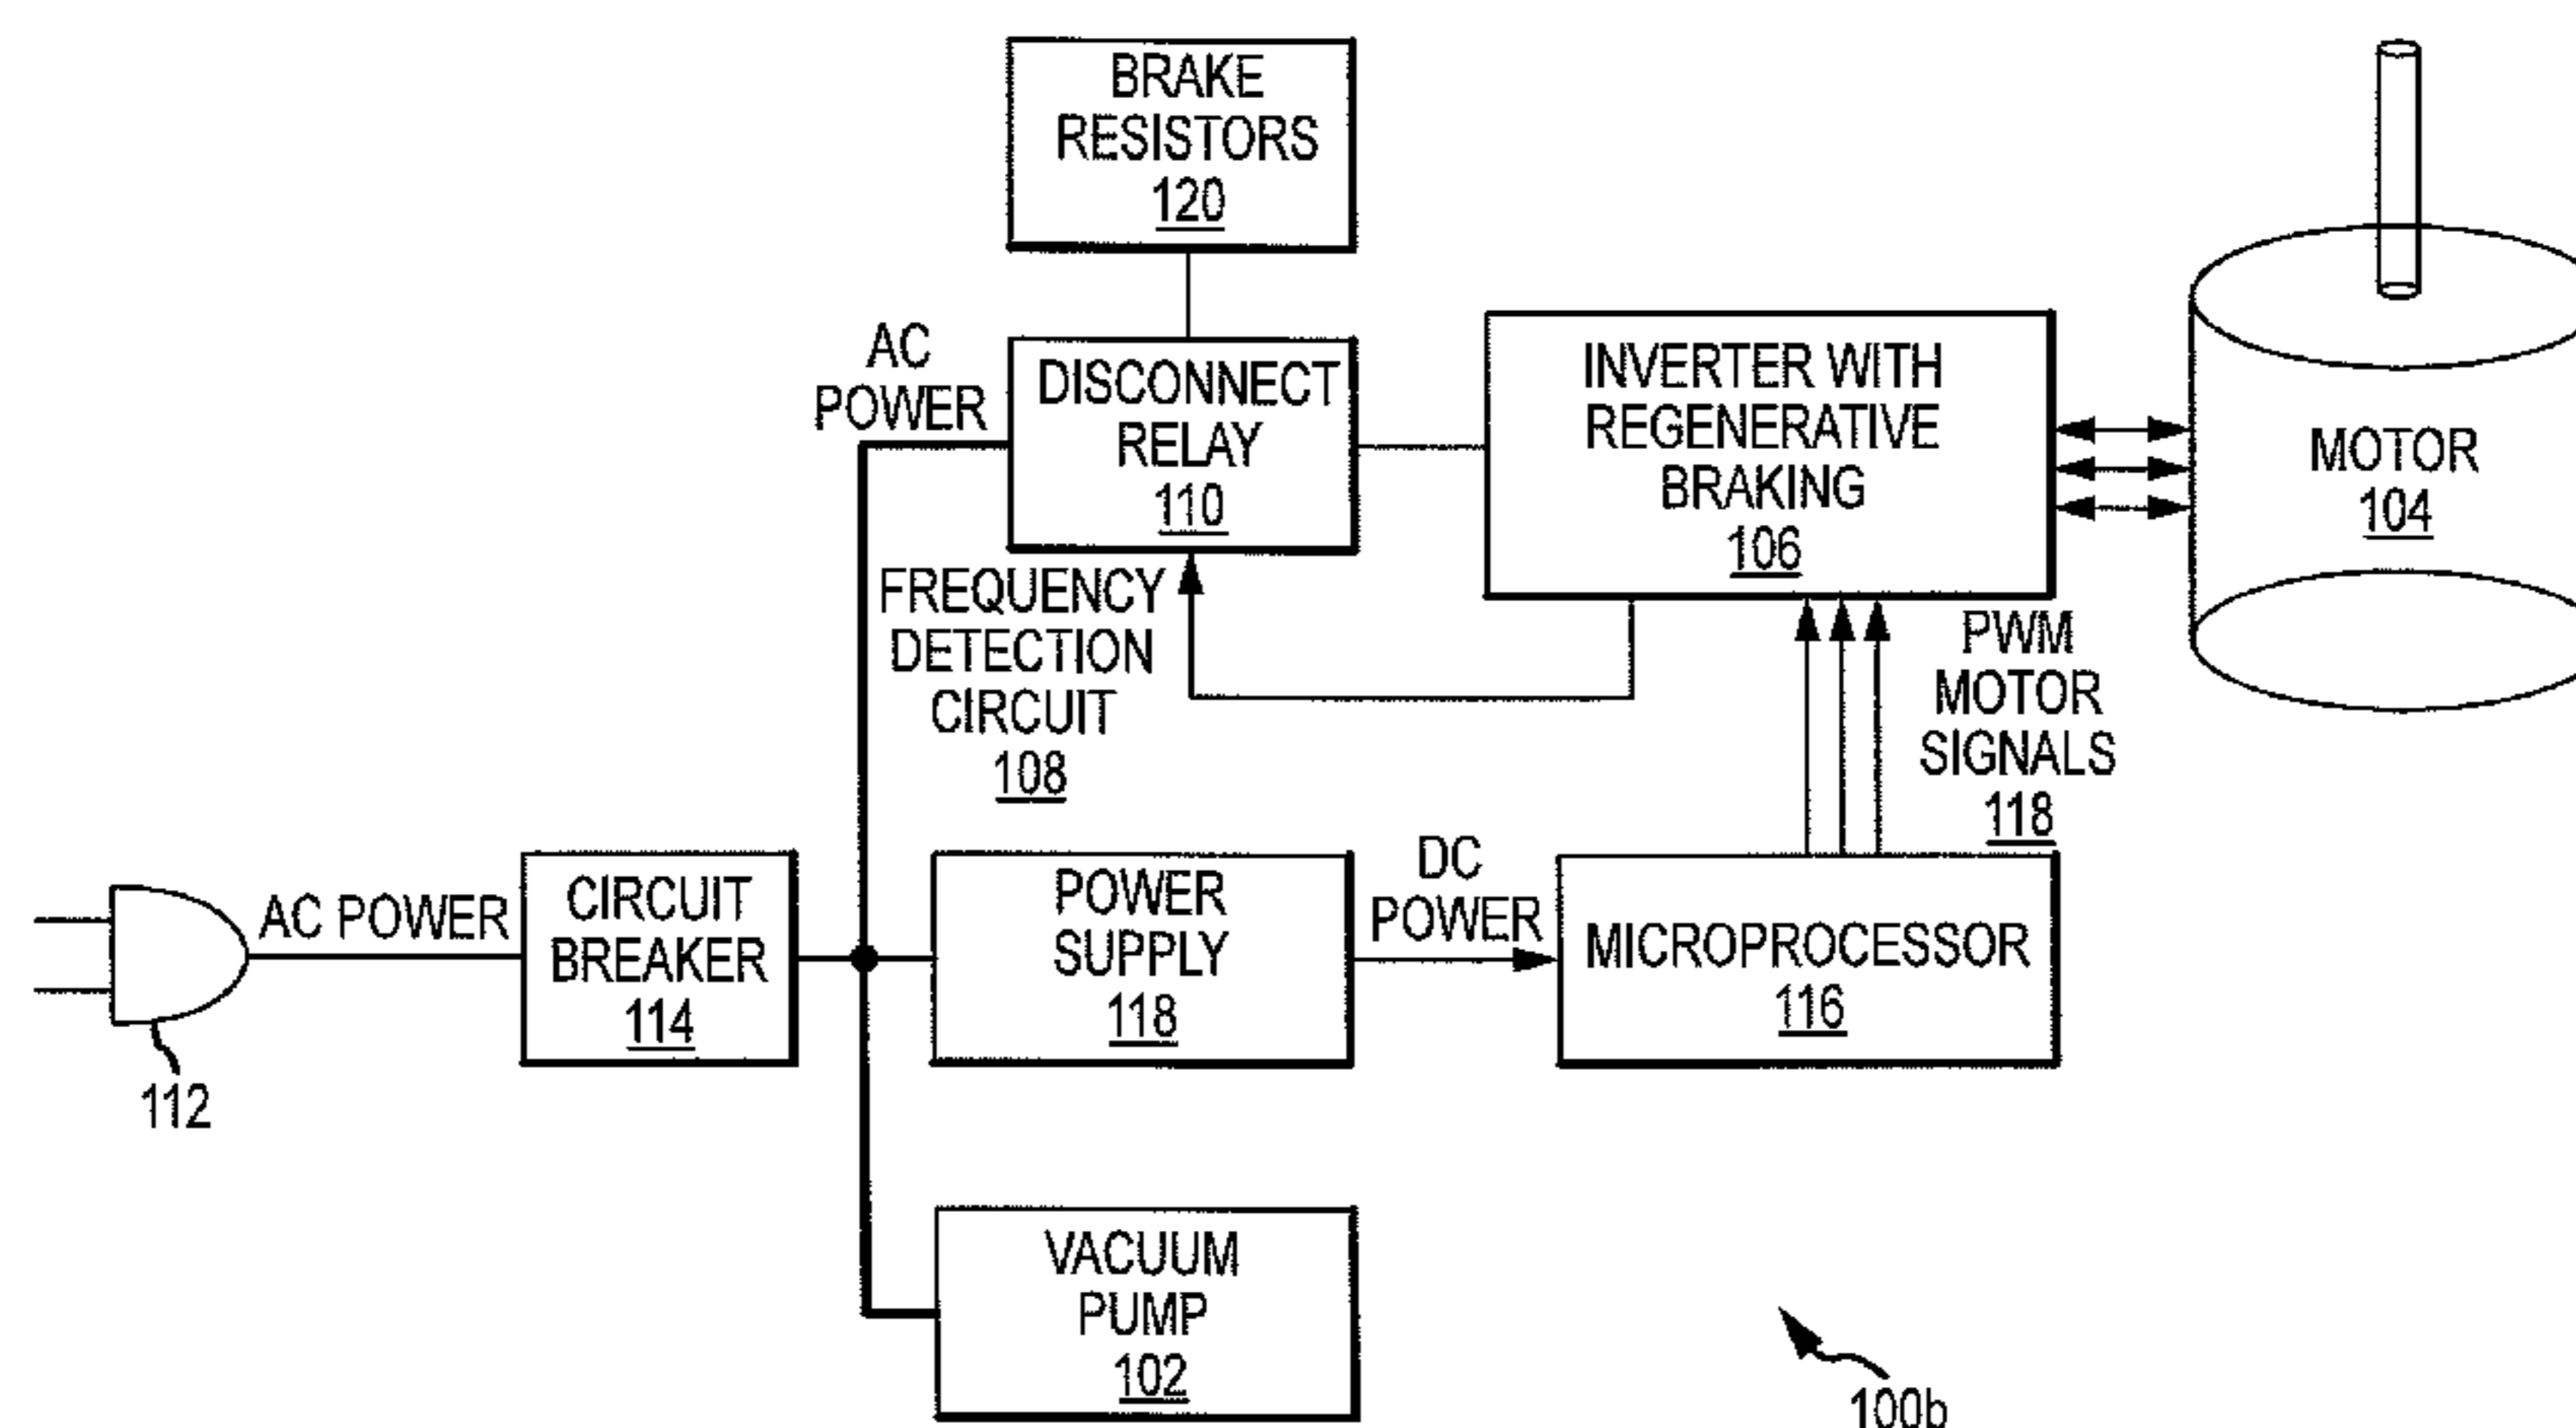 BRAKE
RESISTORS
120
AC
POWER
DISCONNECT
RELAY
110
INVERTER WITH
REGENERATIVE
BRAKING
106
MOTOR
104
FREQUENCY
DETECTION
CIRCUIT
108
PWM
MOTOR
SIGNALS
118
AC POWER
CIRCUIT
BREAKER
114
POWER
SUPPLY
118
DC
POWER
MICROPROCESSOR
116
112
VACUUM
PUMP
102
100b